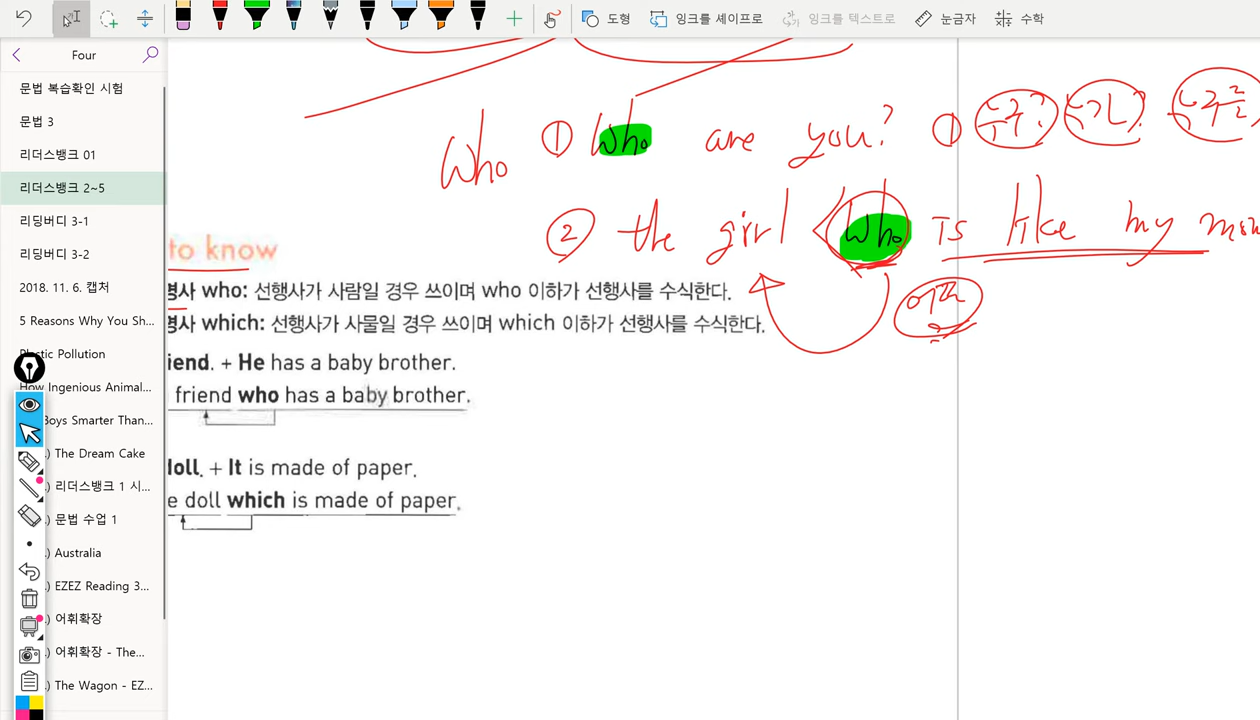 도형
잉크를 셰이프로
잉크를 텍스트로
눈금자
수학
Four
문법 복습확인 시험
문법 3
리더스뱅크 01
리더스뱅크 2~5
리딩버디 3-1
리딩버디 3-2
2018. 11. 6. 캡처
5 Reasons Why You Sh...
Plastic Pollution
How Ingenious Animal...
Boys Smarter Than...
.) The Dream Cake
.) 리더스뱅크 1 시...
.) 문법 수업 1
.) Australia
.) EZEZ Reading 3...
.) 어휘확장
.) 어휘확장 - The...
.) The Wagon - EZ...
Who ① Who are you? ① 누구? 누가? 누구
② the girl who is like my mom
to know
명사 who: 선행사가 사람일 경우 쓰이며 who 이하가 선행사를 수식한다.
명사 which: 선행사가 사물일 경우 쓰이며 which 이하가 선행사를 수식한다.
iend. + He has a baby brother.
friend who has a baby brother.
doll. + It is made of paper.
e doll which is made of paper.